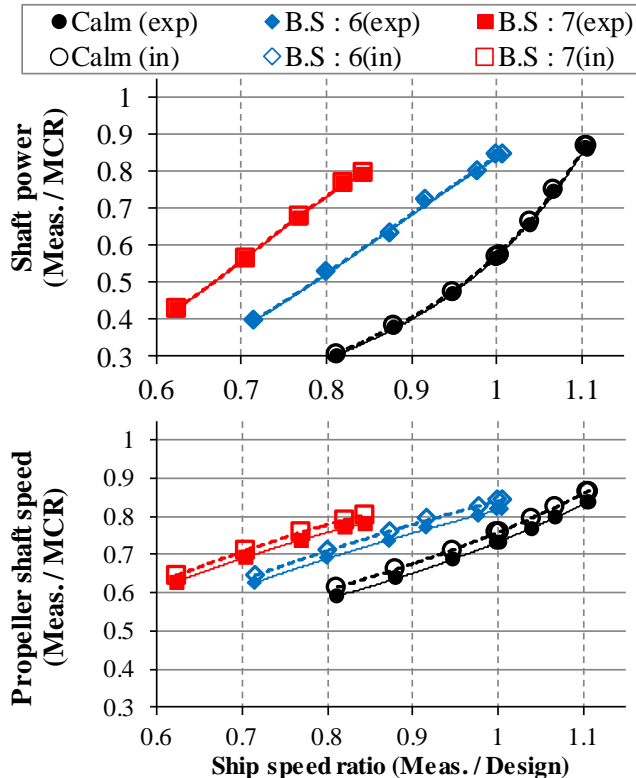 Calm (exp) B.S : 6(exp) B.S : 7(exp)
Calm (in) B.S : 6(in) B.S : 7(in)
Shaft power
(Meas. / MCR)
1
0.9
0.8
0.7
0.6
0.5
0.4
0.3
0.6 0.7 0.8 0.9 1 1.1
Propeller shaft speed
(Meas. / MCR)
1
0.9
0.8
0.7
0.6
0.5
0.4
0.3
0.6 0.7 0.8 0.9 1 1.1
Ship speed ratio (Meas. / Design)